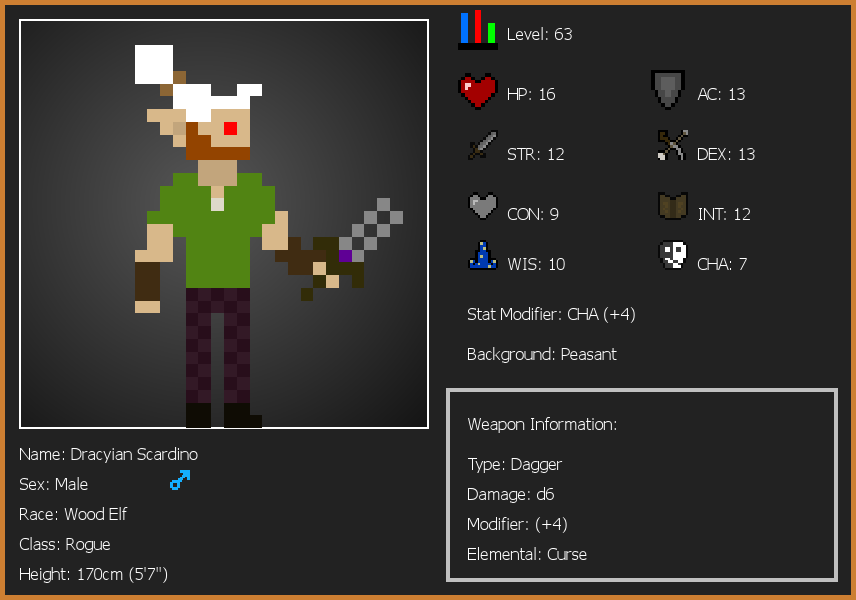 Level: 63
HP: 16
AC: 13
STR: 12
DEX: 13
CON: 9
INT: 12
WIS: 10
CHA: 7
Stat Modifier: CHA (+4)
Background: Peasant
Name: Dracyian Scardino
Sex: Male
Race: Wood Elf
Class: Rogue
Height: 170cm (5'7")
Weapon Information:
Type: Dagger
Damage: d6
Modifier: (+4)
Elemental: Curse